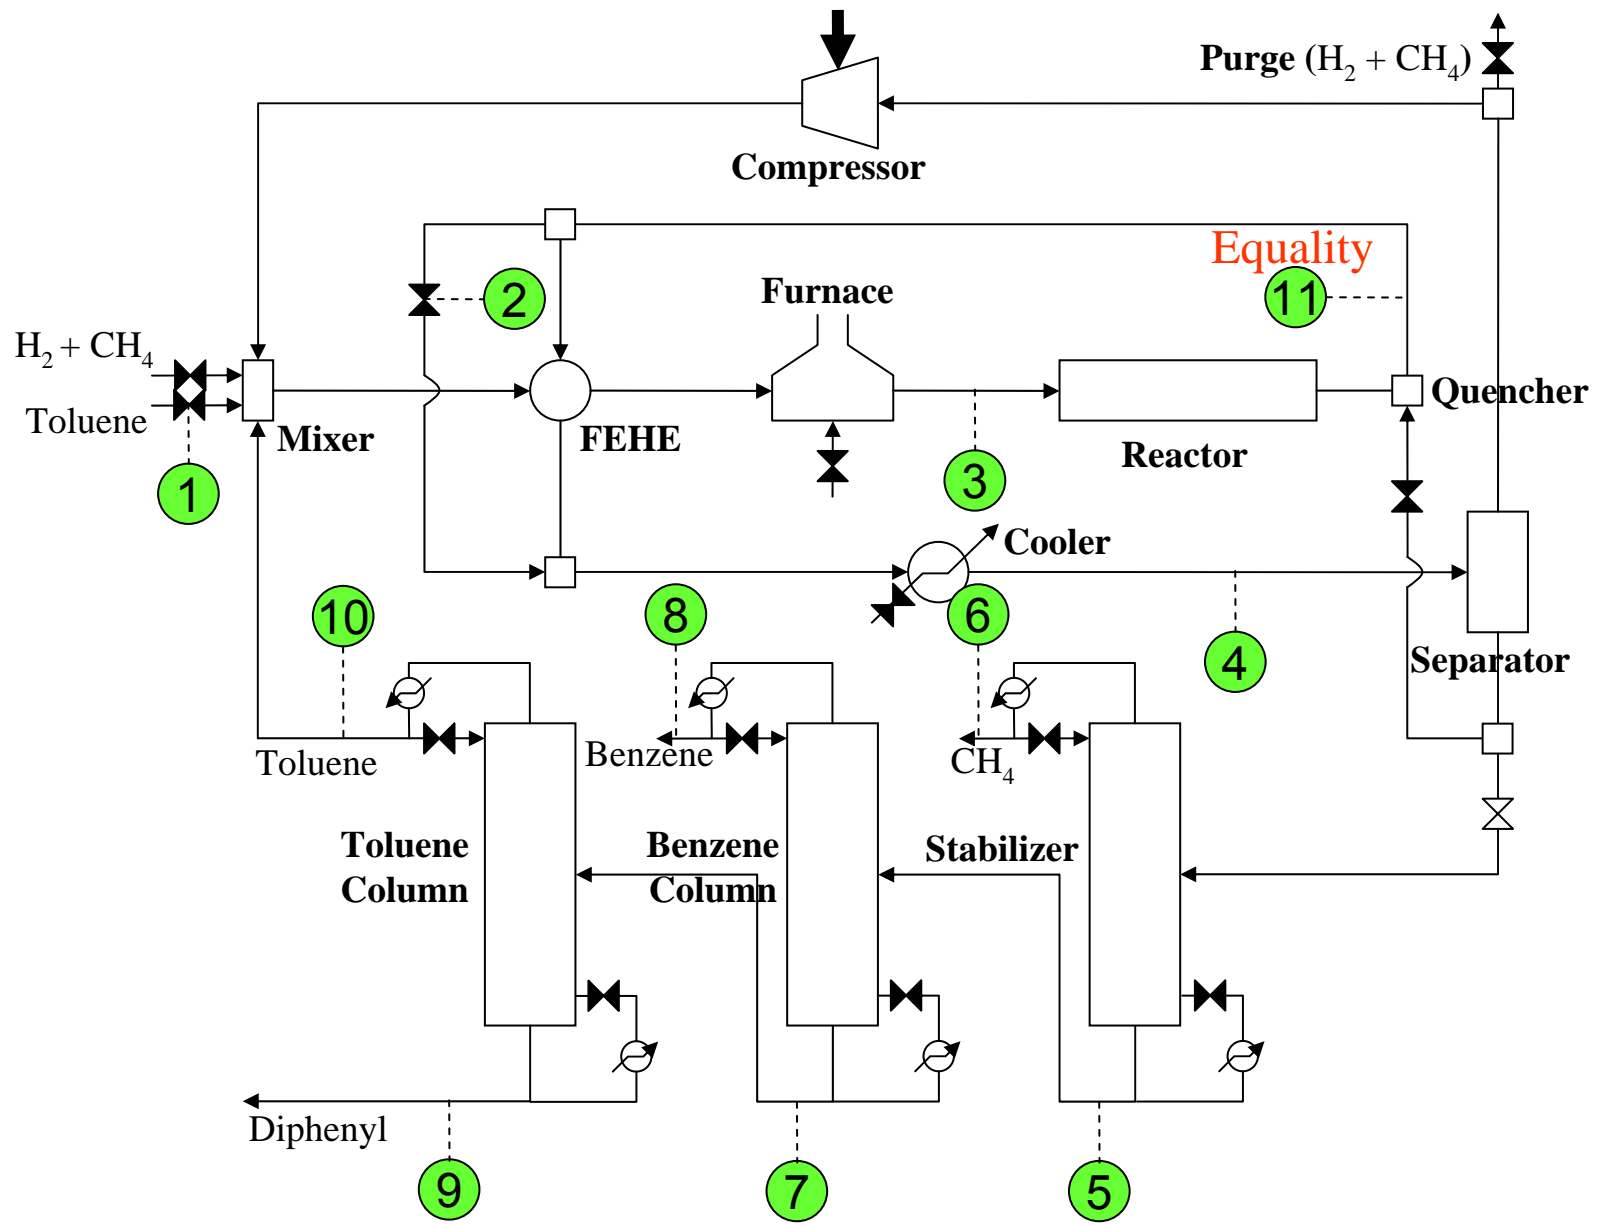 Purge (H₂ + CH₄)
Compressor
Equality
11
2
Furnace
H₂ + CH₄
Toluene
Mixer
FEHE
Quencher
Reactor
1
3
Cooler
10
8
6
4
Separator
Toluene
Benzene
CH₄
Toluene
Column
Benzene
Column
Stabilizer
Diphenyl
9
7
5